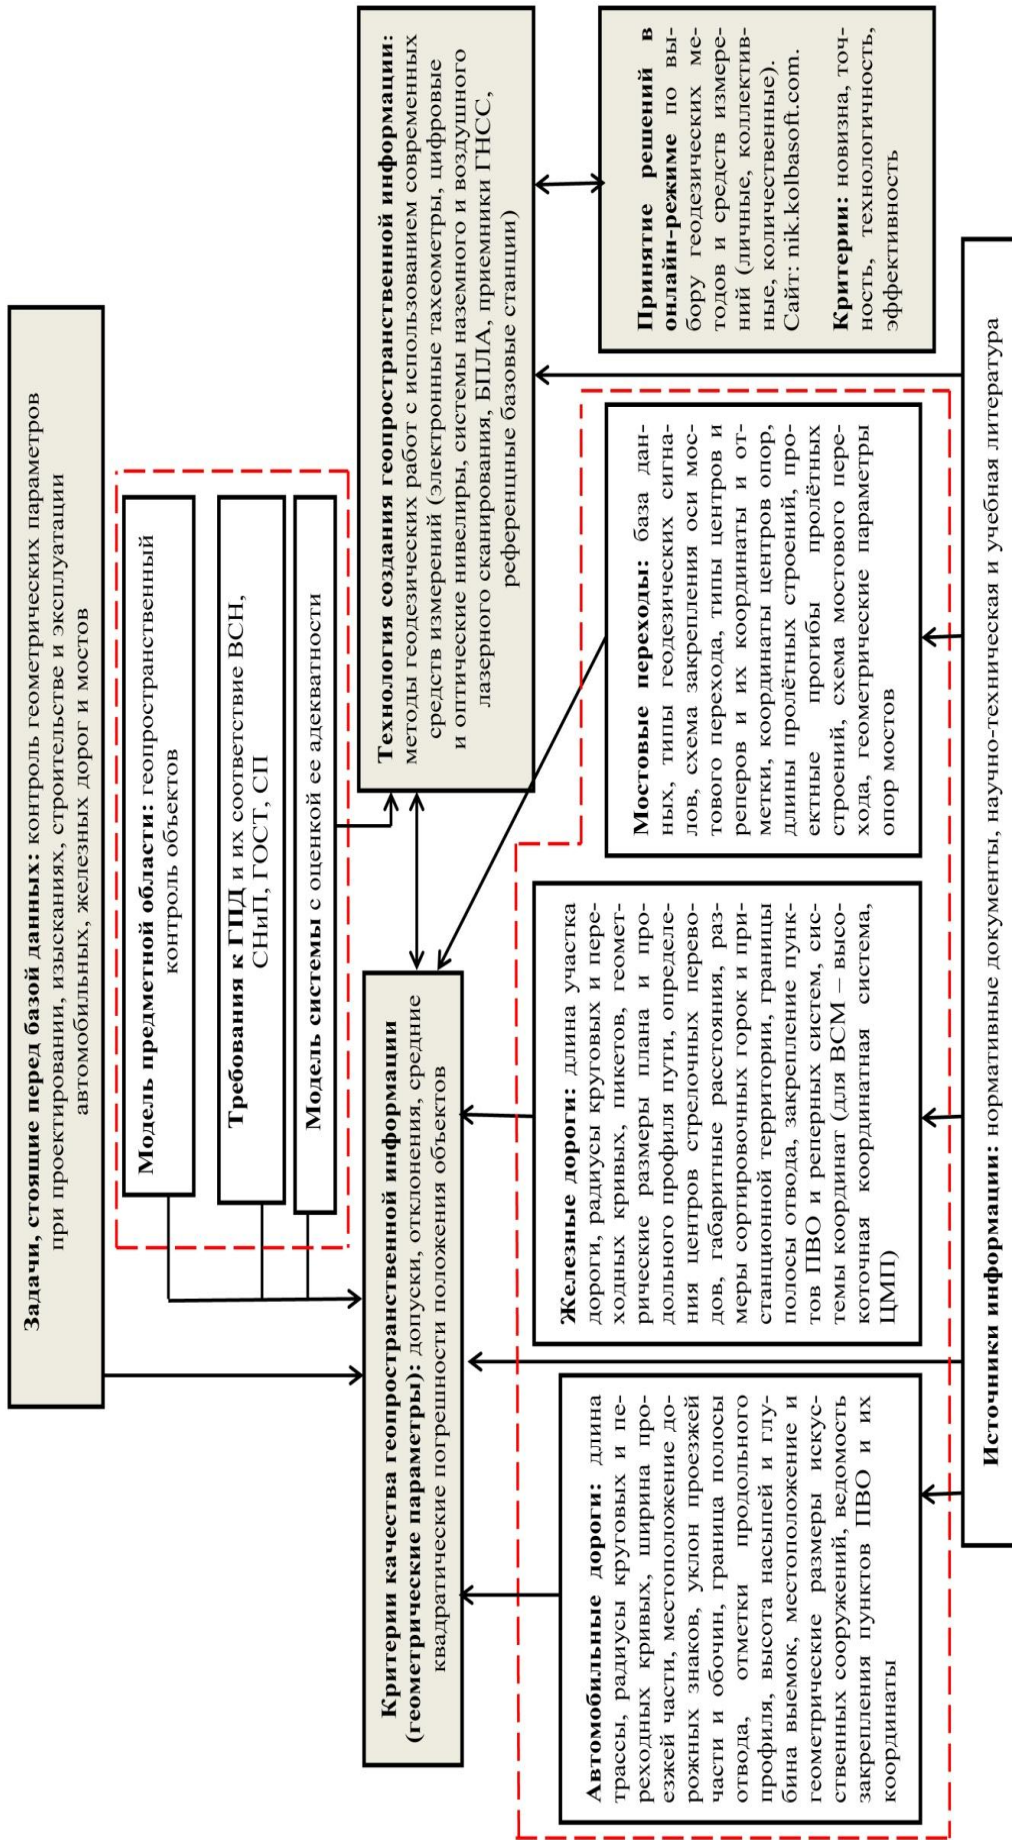 Задачи, стоящие перед базой данных: контроль геометрических параметров
при проектировании, изысканиях, строительстве и эксплуатации
автомобильных, железных дорог и мостов
Модель предметной области: геопространственный
контроль объектов
Требования к ГПД и их соответствие ВСН,
СНиП, ГОСТ, СП
Модель системы с оценкой ее адекватности
Критерии качества геопространственной информации
(геометрические параметры): допуски, отклонения, средние
квадратические погрешности положения объектов
Технология создания геопространственной информации:
методы геодезических работ с использованием современных
средств измерений (электронные тахеометры, цифровые
и оптические нивелиры, системы наземного и воздушного
лазерного сканирования, БПЛА, приемники ГНСС,
референцные базовые станции)
Автомобильные дороги: длина
трассы, радиусы круговых и пе-
реходных кривых, ширина про-
езжей части, местоположение до-
рожных знаков, уклон проезжей
части и обочин, граница полосы
отвода, отметки продольного
профиля, высота насыпей и глу-
бина выемок, местоположение и
геометрические размеры искус-
ственных сооружений, ведомость
закрепления пунктов ПВО и их
координаты
Железные дороги: длина участка
дороги, радиусы круговых и пере-
ходных кривых, пикетов, геомет-
рические размеры плана и про-
дольного профиля пути, определе-
ния центров стрелочных перево-
дов, габаритные расстояния, раз-
меры сортировочных горок и при-
станционной территории, границы
полосы отвода, закрепление пунк-
тов ПВО и реперных систем, сис-
темы координат (для ВСМ – высо-
коточная координатная система,
ЦМП)
Мостовые переходы: база дан-
ных, типы геодезических сигна-
лов, схема закрепления оси мос-
тового перехода, типы центров и
реперов и их координаты и от-
метки, координаты центров опор,
длины пролётных строений, про-
ектные прогибы пролётных
строений, схема мостового пере-
хода, геометрические параметры
опор мостов
Принятие решений в
онлайн-режиме по вы-
бору геодезических ме-
тодов и средств измере-
ний (личные, коллектив-
ные, количественные).
Сайт: nik.kolbasoft.com.
Критерии: новизна, точ-
ность, технологичность,
эффективность
Источники информации: нормативные документы, научно-техническая и учебная литература